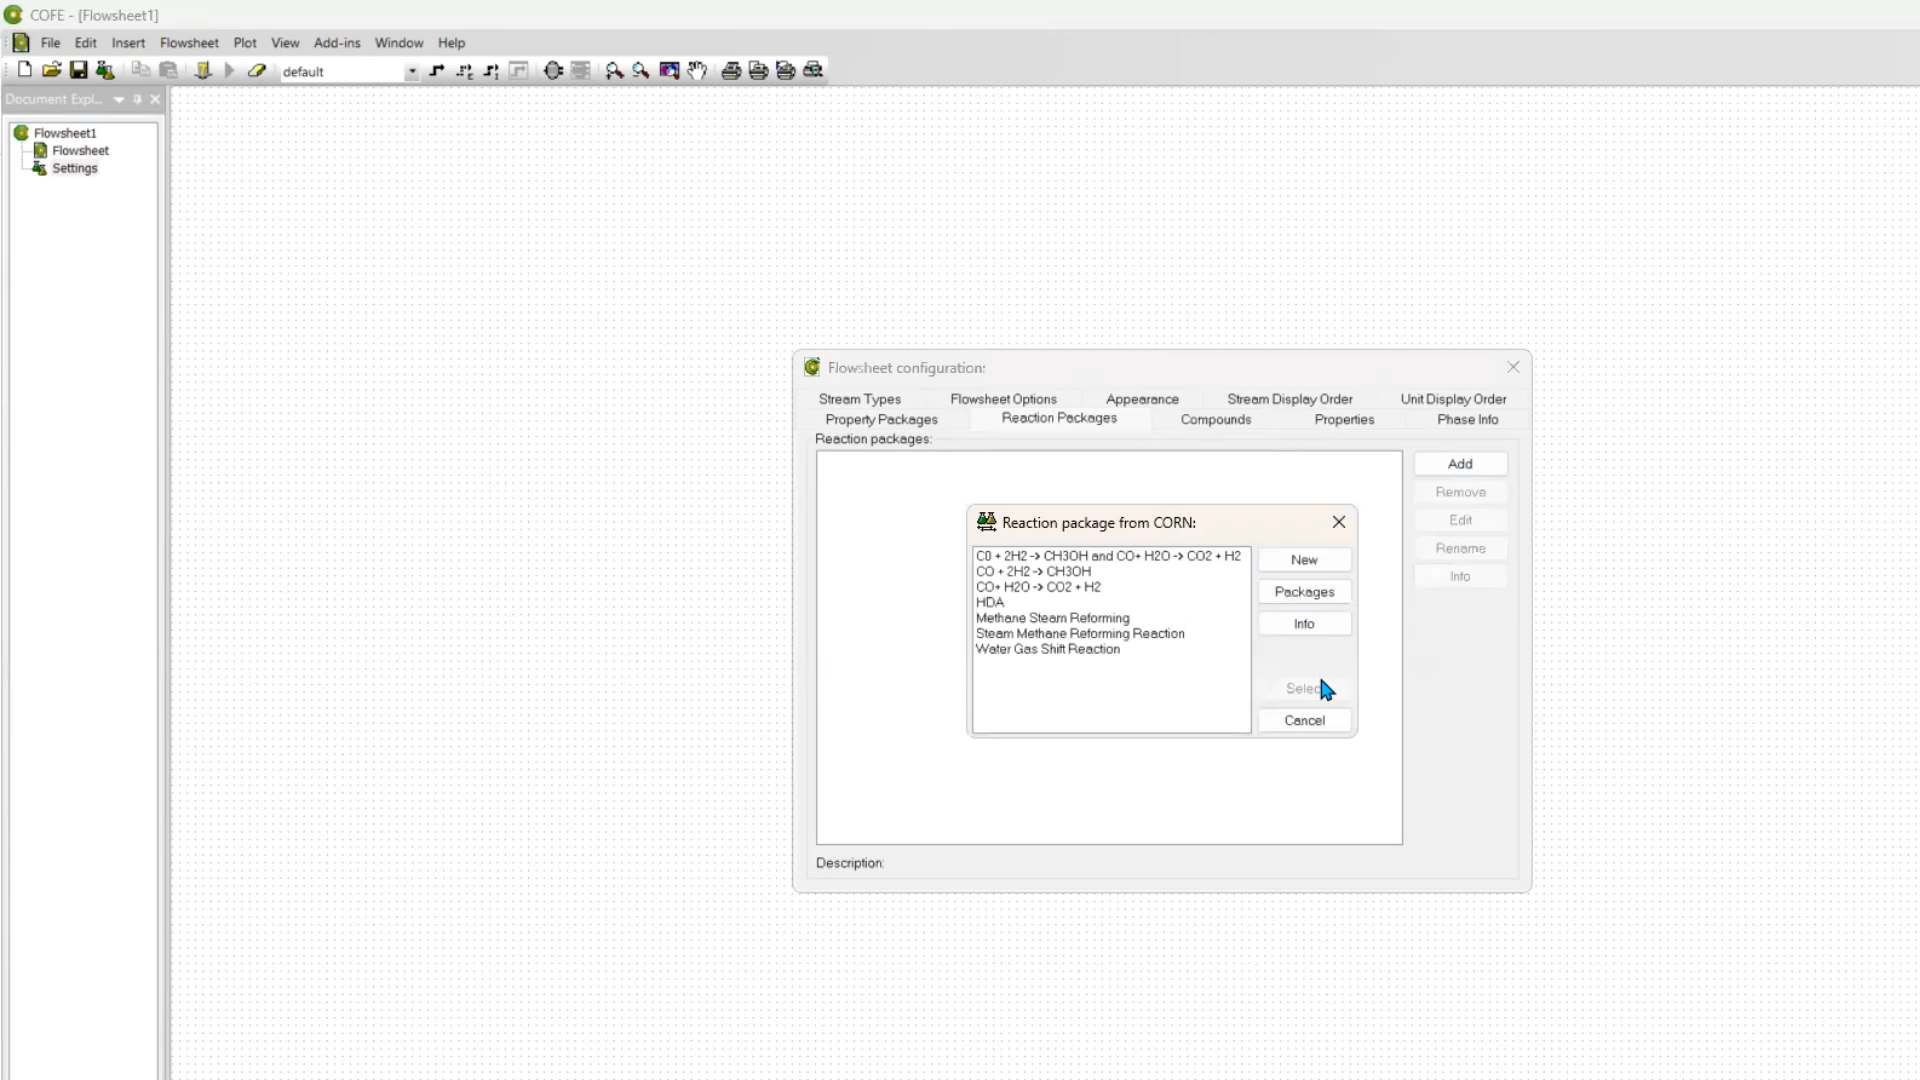 COFE - [Flowsheet1]
File Edit Insert Flowsheet Plot View Add-ins Window Help
default
Document Expl...
Flowsheet1
Flowsheet
Settings
Flowsheet configuration:
Stream Types Flowsheet Options Appearance Stream Display Order Unit Display Order
Property Packages Reaction Packages Compounds Properties Phase Info
Reaction packages:
Add
Remove
Edit
Rename
Info
Reaction package from CORN:
C0 + 2H2 -> CH3OH and CO+ H2O -> CO2 + H2
CO + 2H2 -> CH3OH
CO+ H2O -> CO2 + H2
HDA
Methane Steam Reforming
Steam Methane Reforming Reaction
Water Gas Shift Reaction
New
Packages
Info
Cancel
Description: